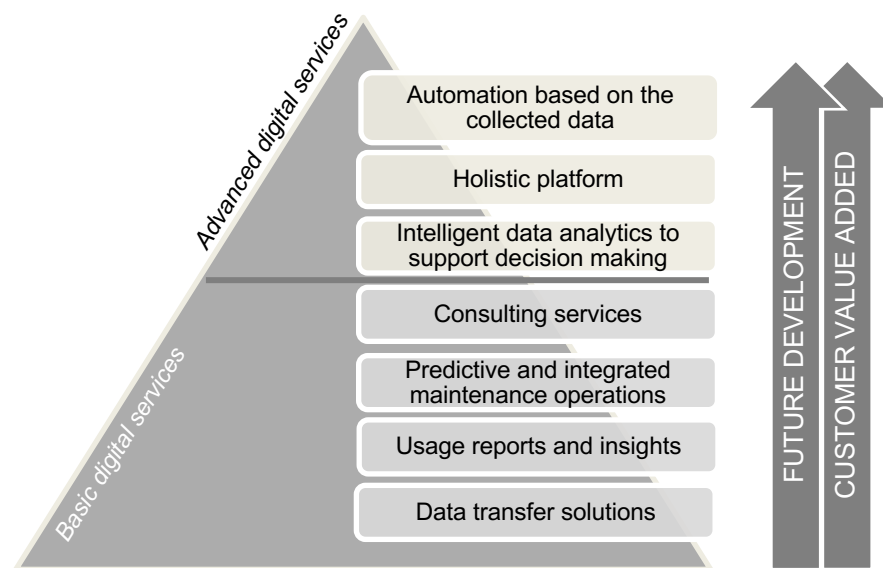 Advanced digital services
Basic digital services
Automation based on the
collected data
Holistic platform
Intelligent data analytics to
support decision making
Consulting services
Predictive and integrated
maintenance operations
Usage reports and insights
Data transfer solutions
FUTURE DEVELOPMENT
CUSTOMER VALUE ADDED